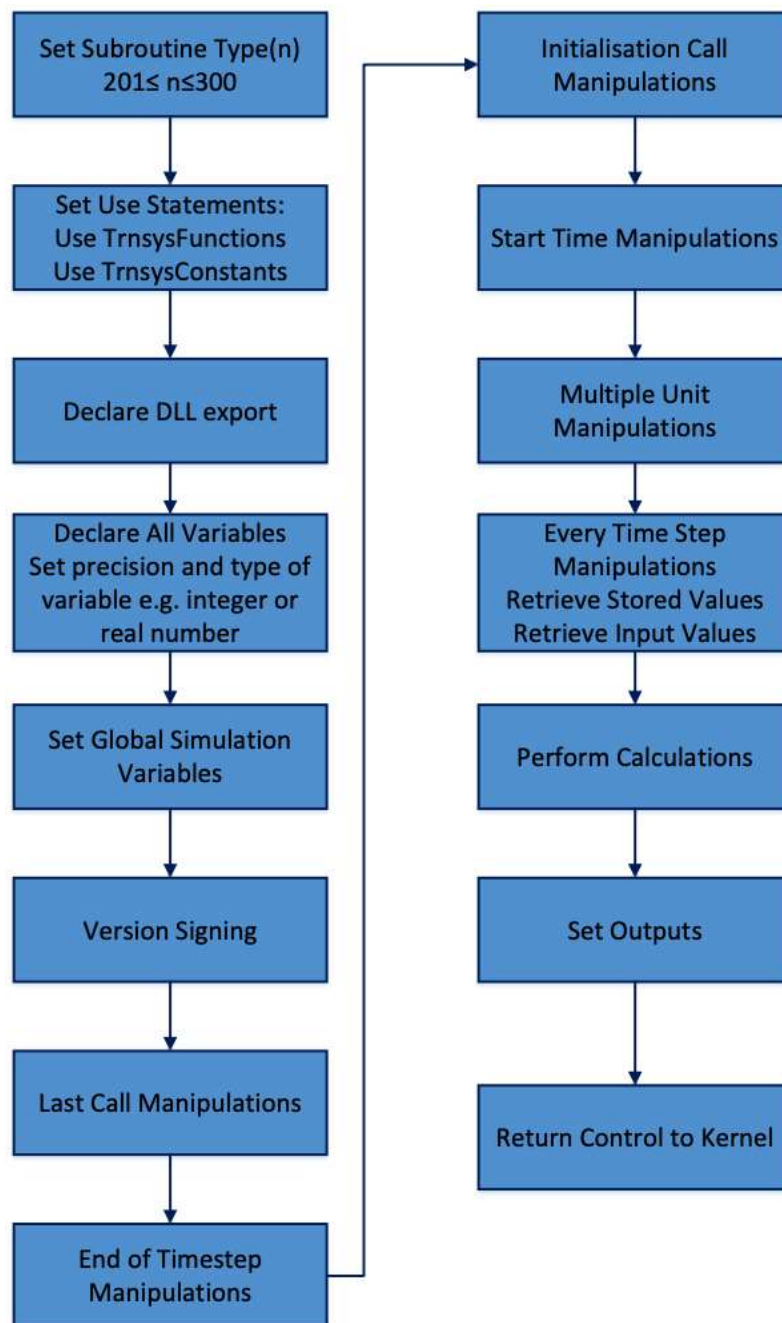 Set Subroutine Type(n)
201≤ n≤300
Set Use Statements:
Use TrnsysFunctions
Use TrnsysConstants
Declare DLL export
Declare All Variables
Set precision and type of
variable e.g. integer or
real number
Set Global Simulation
Variables
Version Signing
Last Call Manipulations
End of Timestep
Manipulations
Initialisation Call
Manipulations
Start Time Manipulations
Multiple Unit
Manipulations
Every Time Step
Manipulations
Retrieve Stored Values
Retrieve Input Values
Perform Calculations
Set Outputs
Return Control to Kernel